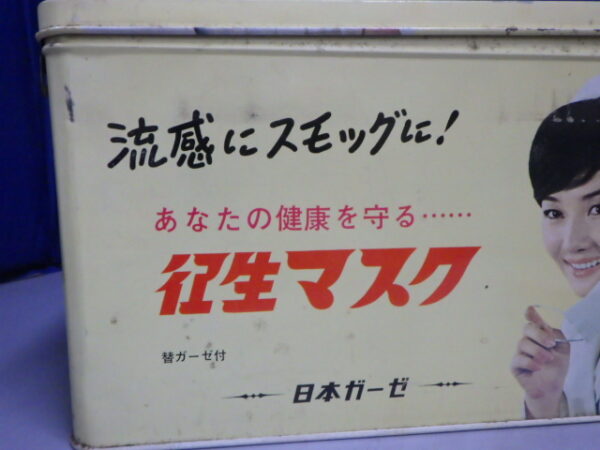 流感にスモッグに！
あなたの健康を守る……
征生マスク
替ガーゼ付
日本ガーゼ